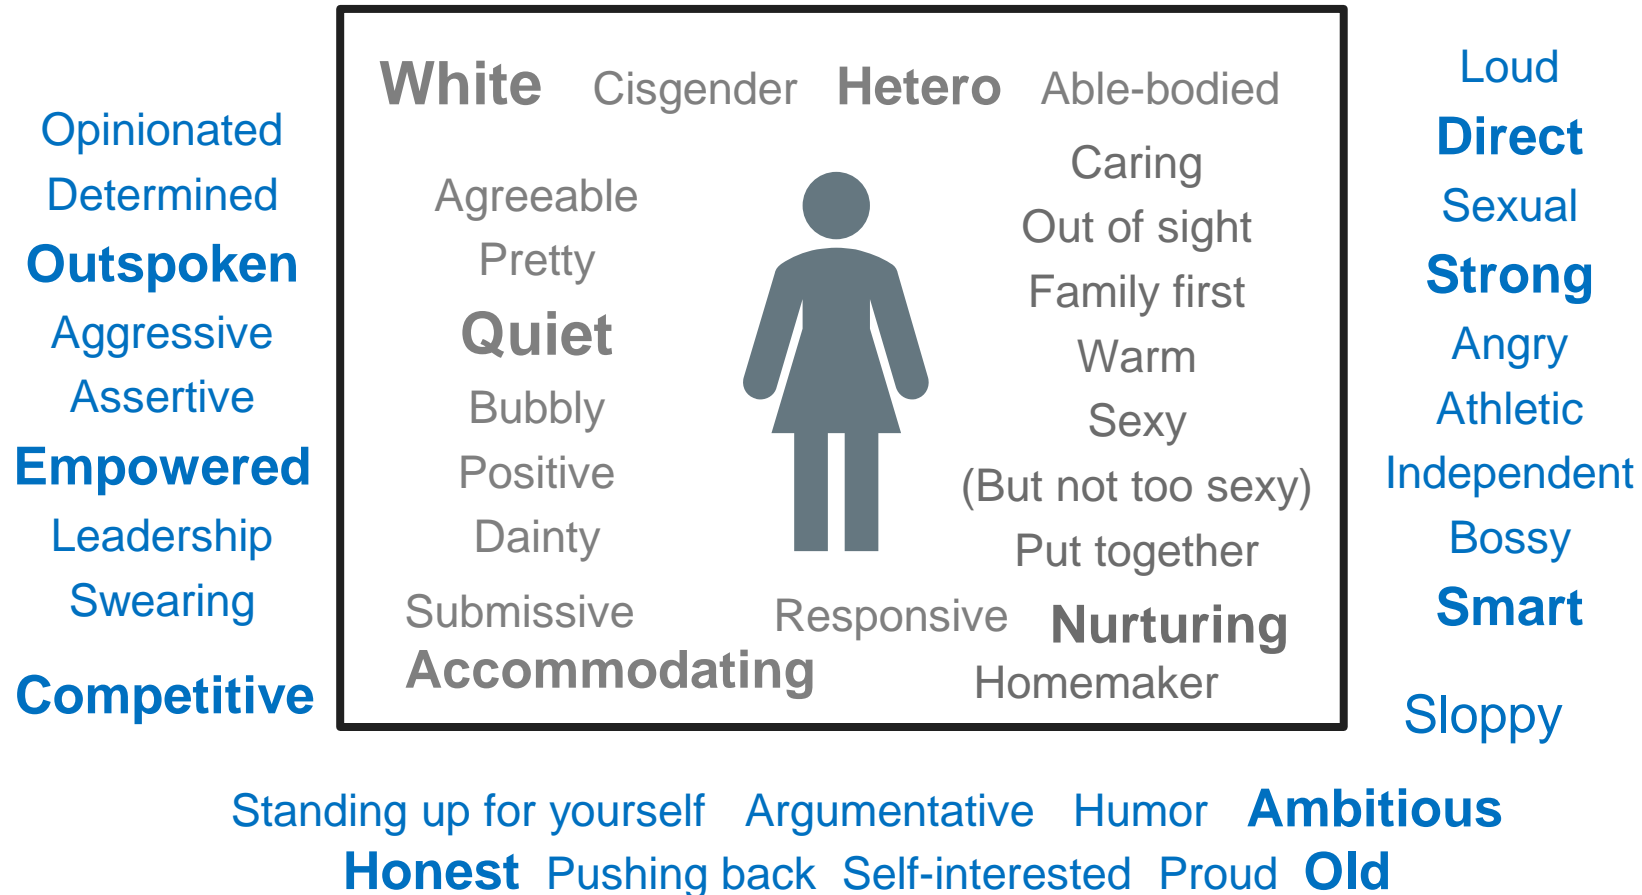 White Cisgender Hetero Able-bodied
Opinionated
Determined
Outspoken
Aggressive
Assertive
Empowered
Leadership
Swearing
Competitive
Agreeable
Pretty
Quiet
Bubbly
Positive
Dainty
Submissive
Accommodating
Responsive
Caring
Out of sight
Family first
Warm
Sexy
(But not too sexy)
Put together
Nurturing
Homemaker
Loud
Direct
Sexual
Strong
Angry
Athletic
Independent
Bossy
Smart
Sloppy
Standing up for yourself Argumentative Humor Ambitious
Honest Pushing back Self-interested Proud Old